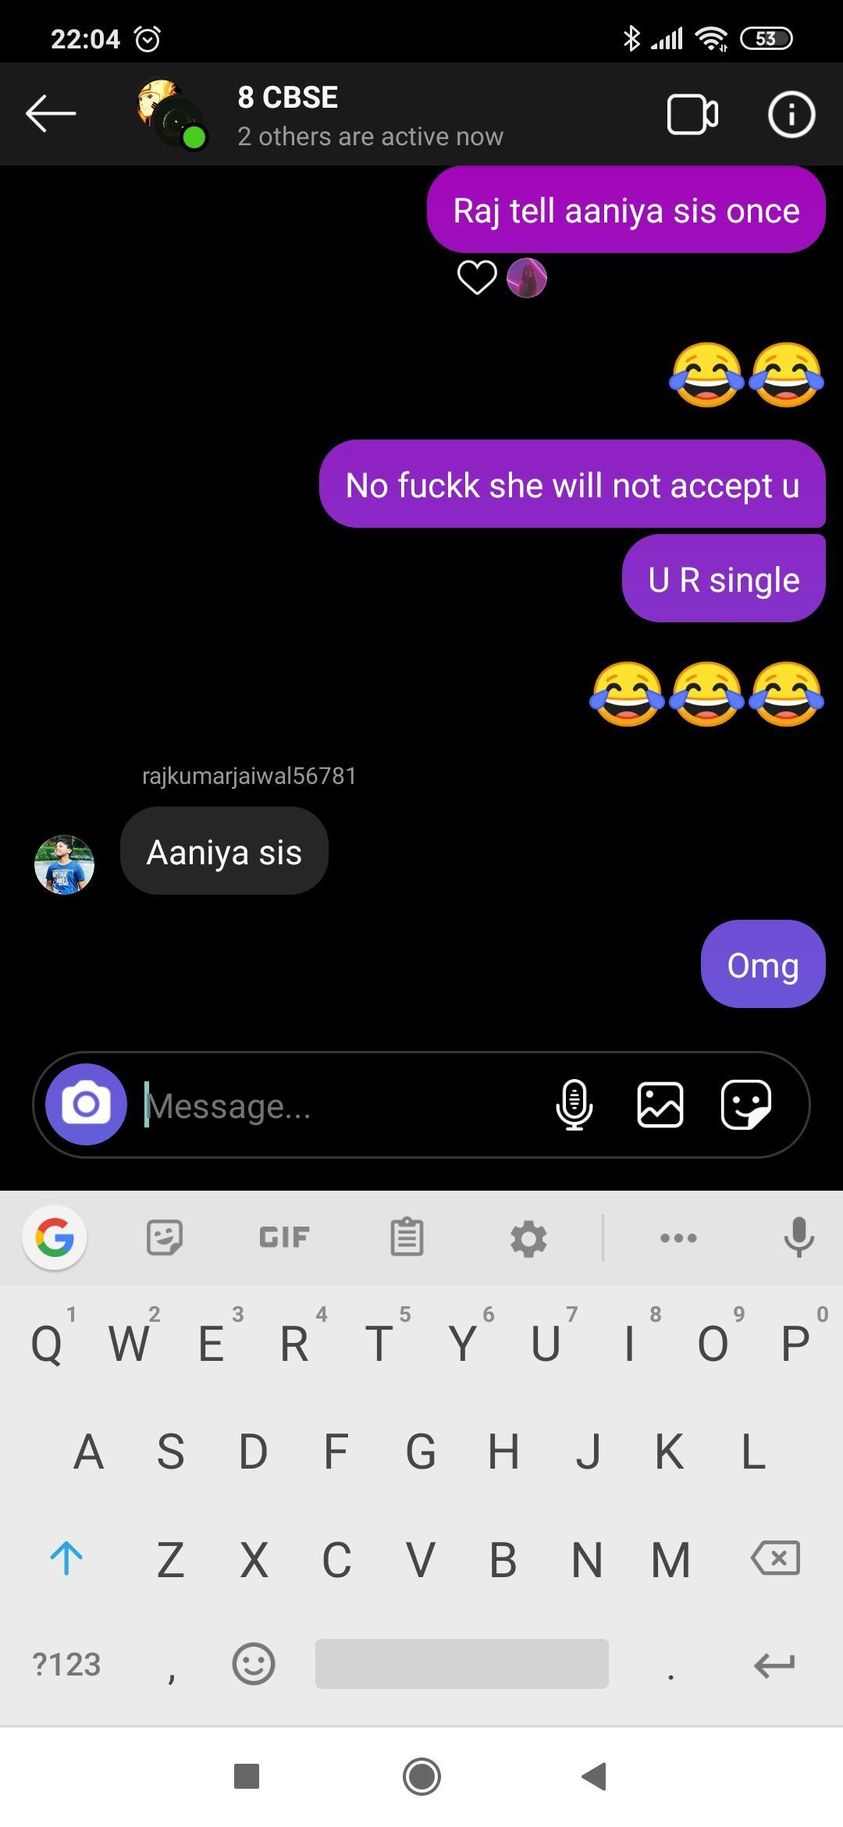 22:04
53
8 CBSE
2 others are active now
Raj tell aaniya sis once
😂😂
No fuckk she will not accept u
U R single
😂😂😂
rajkumarjaiwal56781
Aaniya sis
Omg
Message...
G GIF
1 2 3 4 5 6 7 8 9 0
Q W E R T Y U I O P
A S D F G H J K L
Z X C V B N M
?123 , .